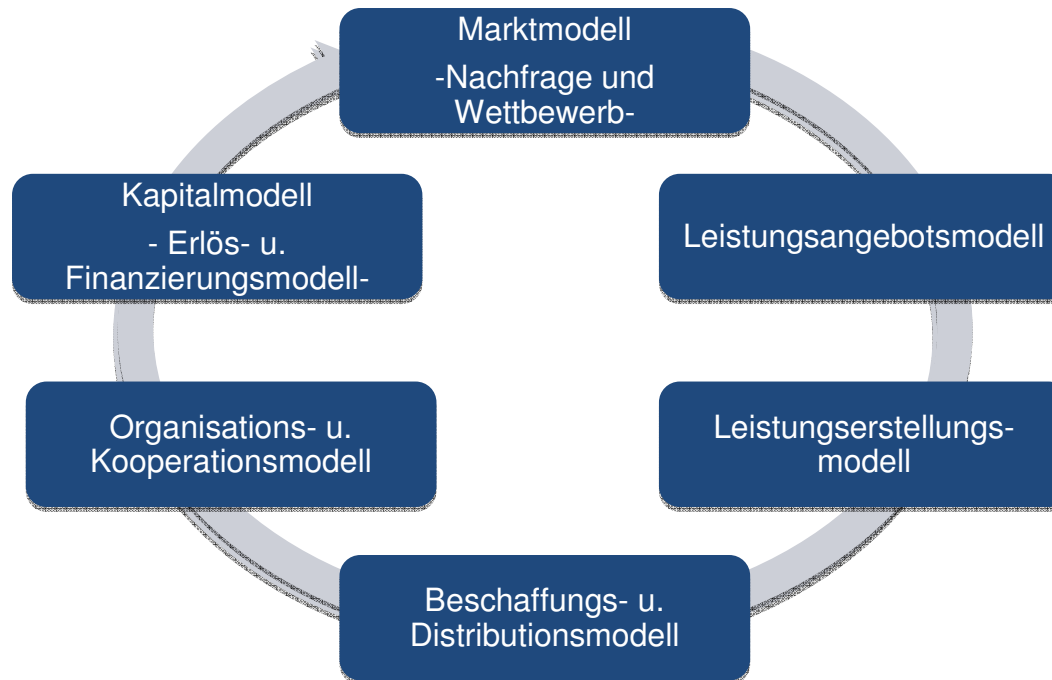 Marktmodell
-Nachfrage und
Wettbewerb-
Kapitalmodell
- Erlös- u.
Finanzierungsmodell-
Leistungsangebotsmodell
Organisations- u.
Kooperationsmodell
Leistungserstellungs-
modell
Beschaffungs- u.
Distributionsmodell